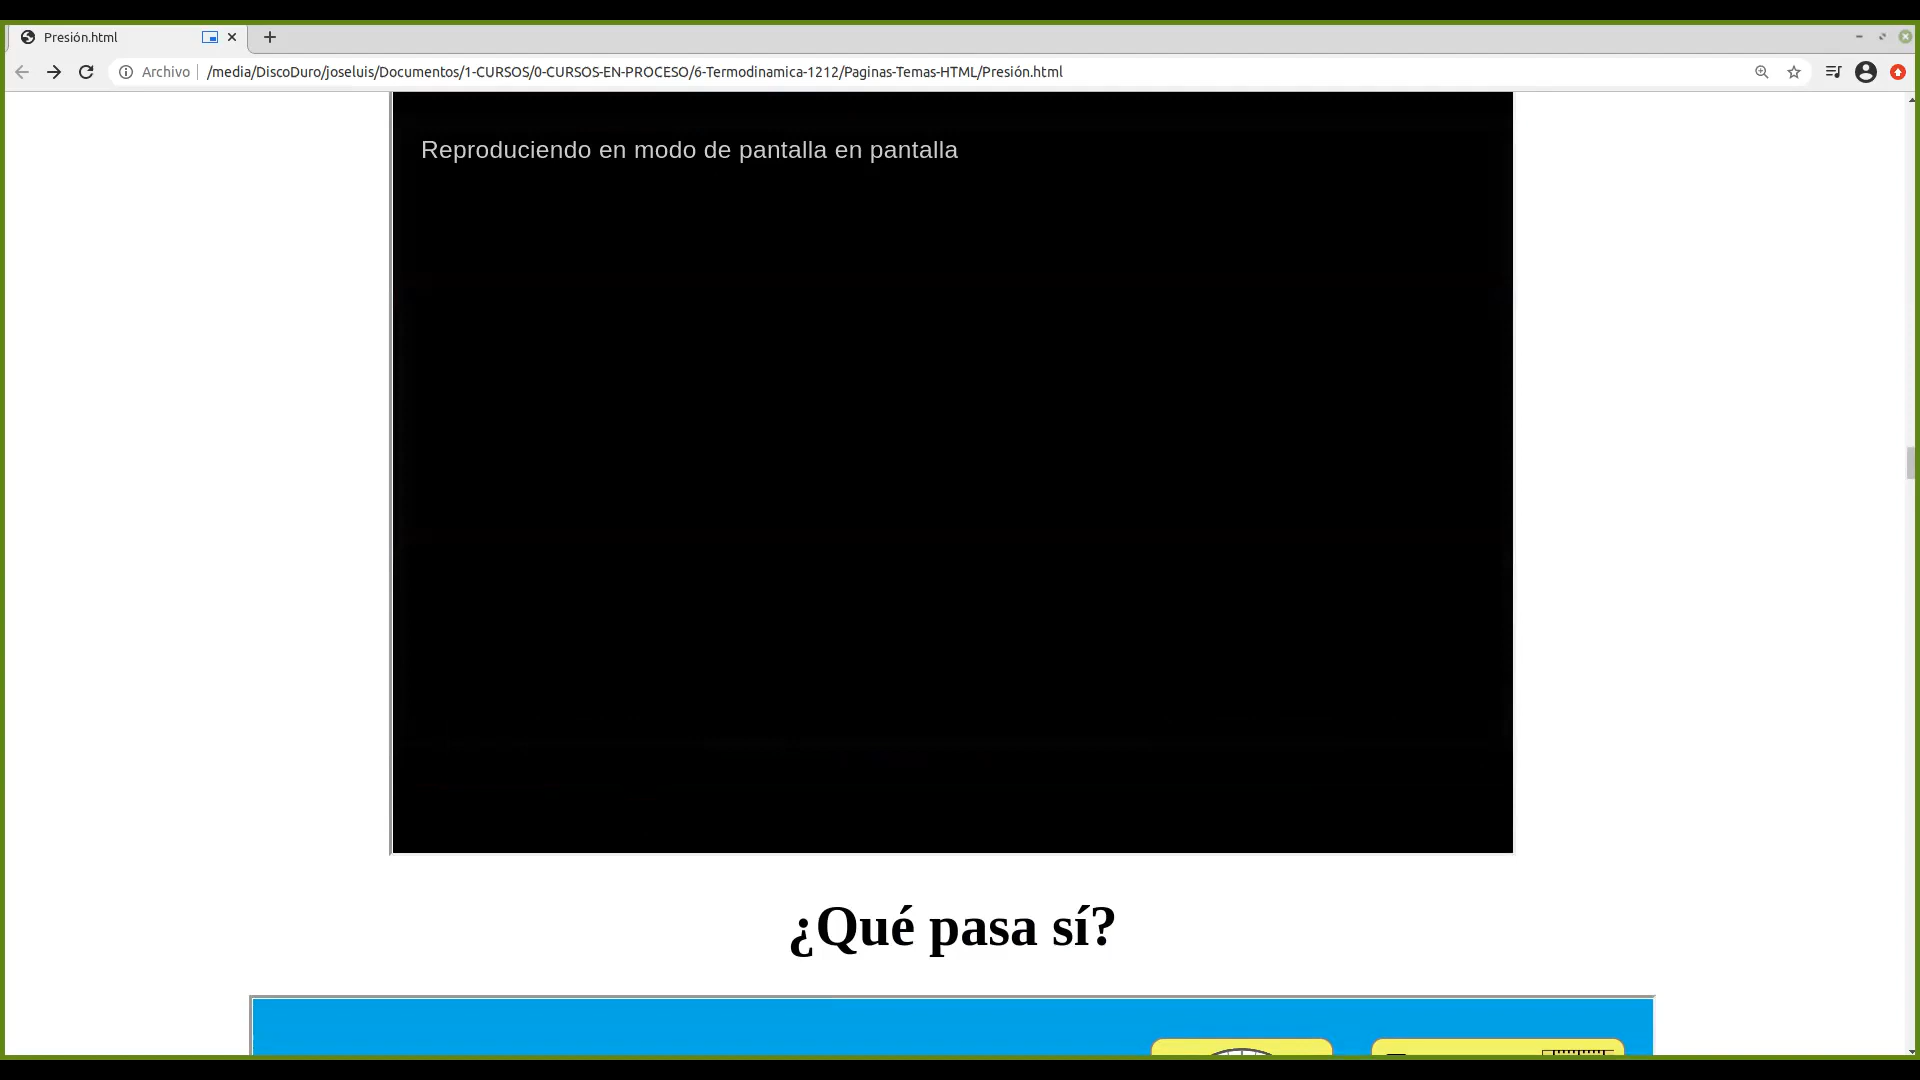 Presión.html
Archivo
/media/DiscoDuro/joseluis/Documentos/1-CURSOS/0-CURSOS-EN-PROCESO/6-Termodinamica-1212/Paginas-Temas-HTML/Presión.html
Reproduciendo en modo de pantalla en pantalla
¿Qué pasa sí?